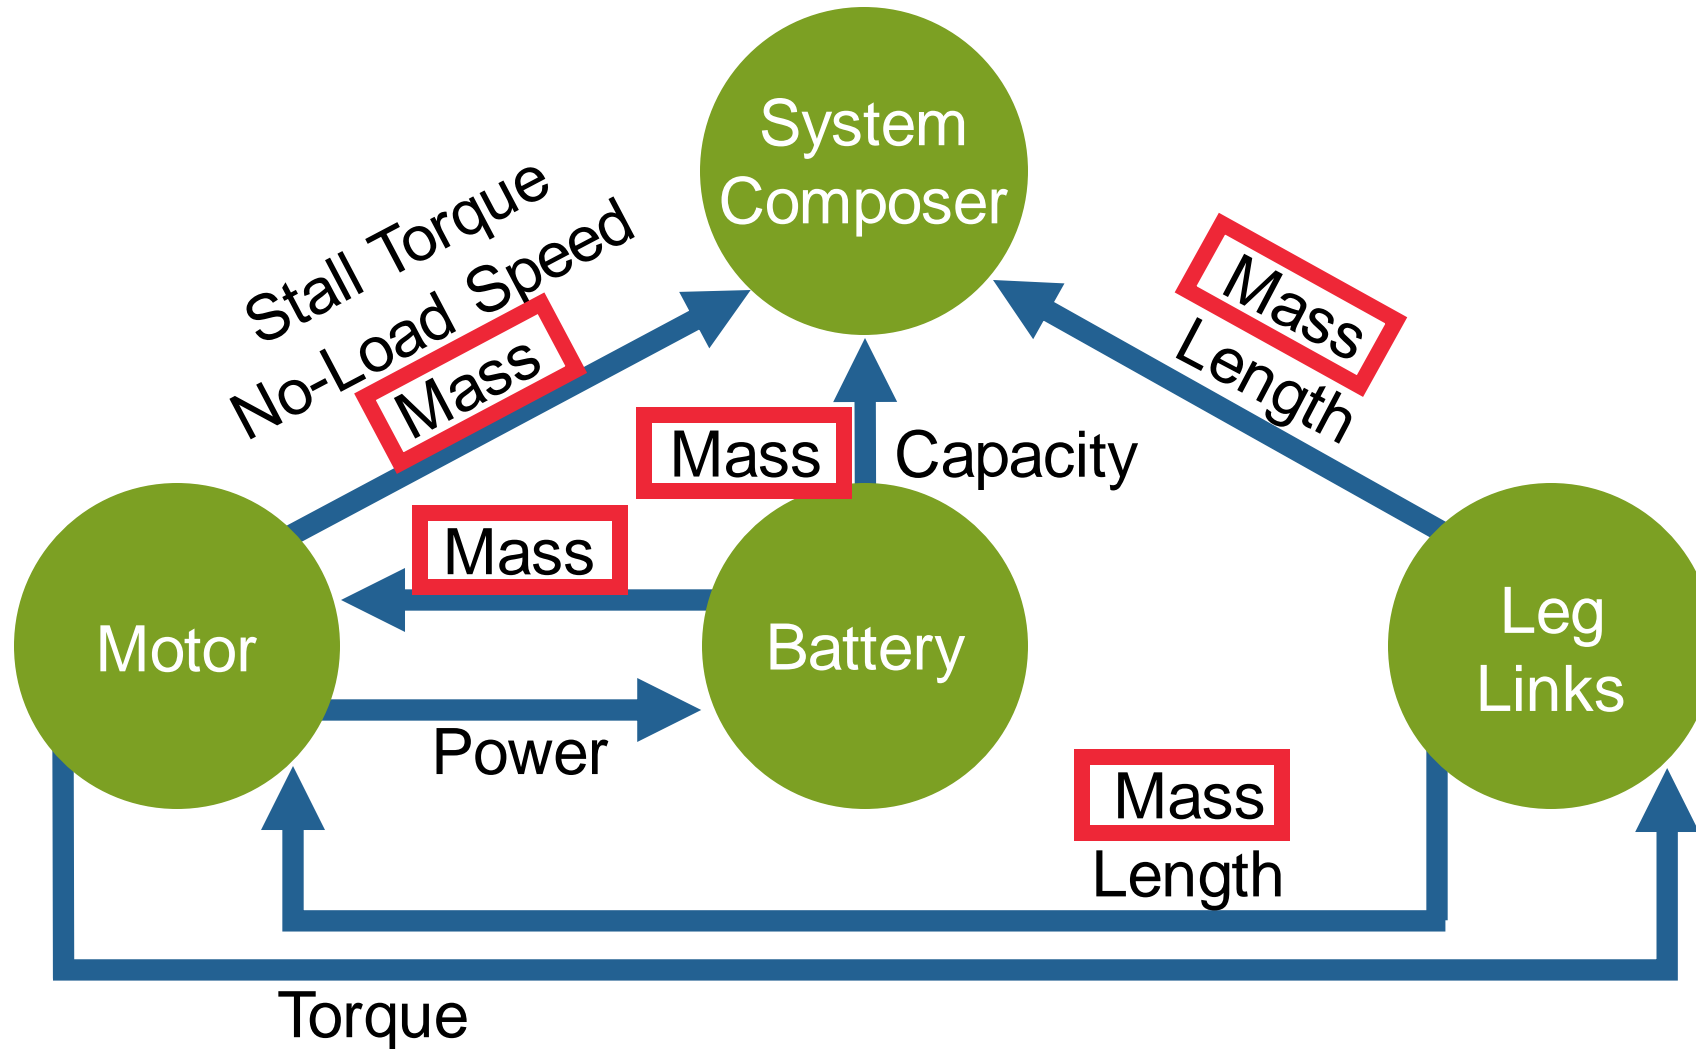 System
Composer
Stall Torque
No-Load Speed
Mass
Mass
Length
Mass
Capacity
Mass
Motor
Battery
Leg
Links
Power
Mass
Length
Torque